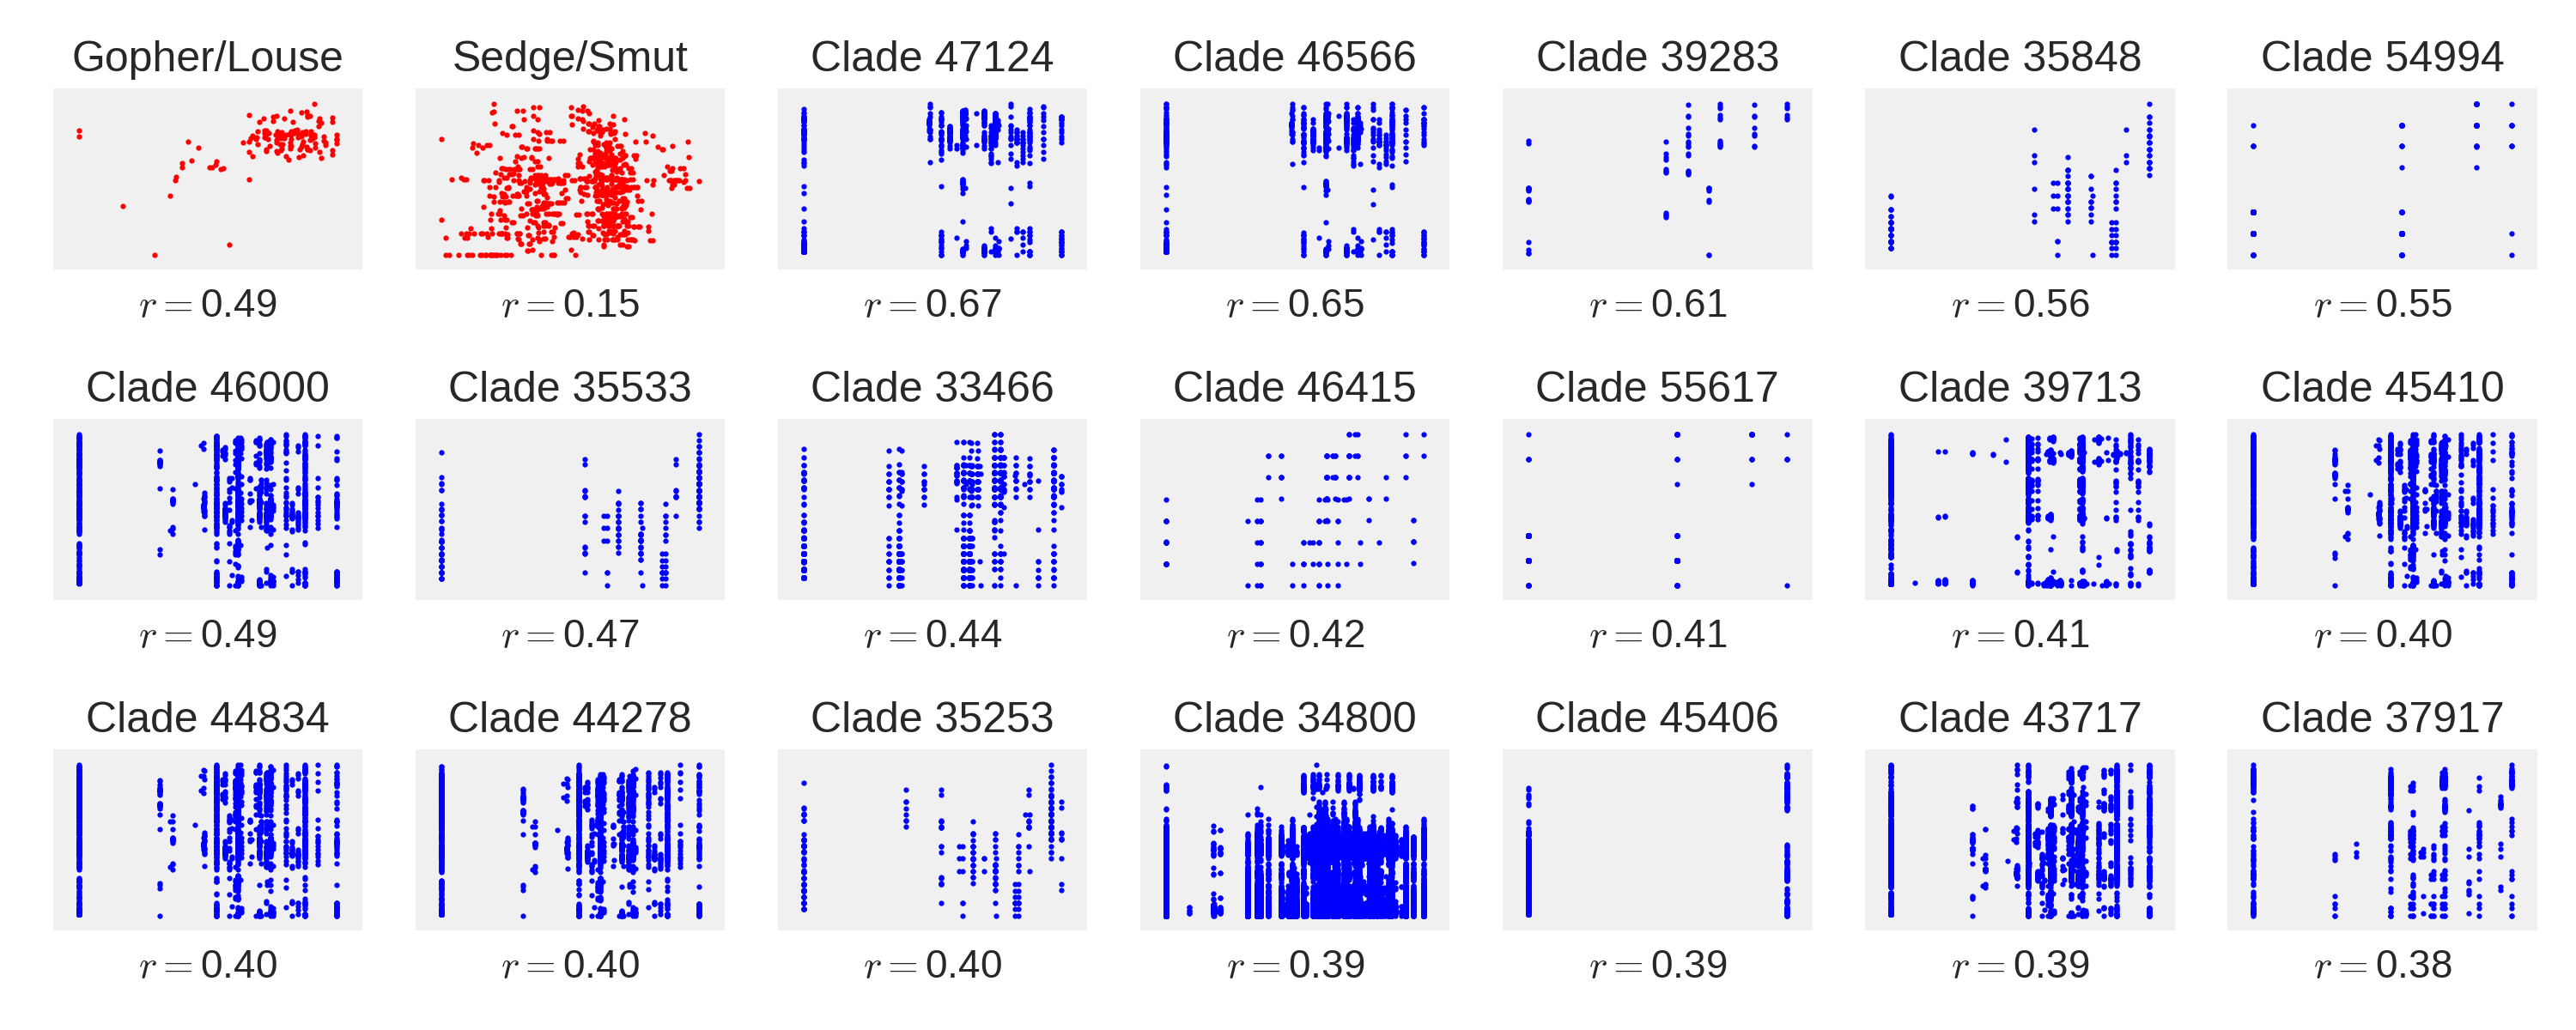 Gopher/Louse Sedge/Smut Clade 47124 Clade 46566 Clade 39283 Clade 35848 Clade 54994
r = 0.49 r = 0.15 r = 0.67 r = 0.65 r = 0.61 r = 0.56 r = 0.55
Clade 46000 Clade 35533 Clade 33466 Clade 46415 Clade 55617 Clade 39713 Clade 45410
r = 0.49 r = 0.47 r = 0.44 r = 0.42 r = 0.41 r = 0.41 r = 0.40
Clade 44834 Clade 44278 Clade 35253 Clade 34800 Clade 45406 Clade 43717 Clade 37917
r = 0.40 r = 0.40 r = 0.40 r = 0.39 r = 0.39 r = 0.39 r = 0.38